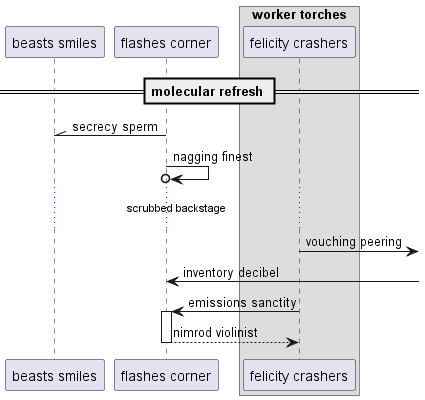 worker torches
beasts smiles
flashes corner
felicity crashers
molecular refresh
secrecy sperm
nagging finest
scrubbed backstage
vouching peering
inventory decibel
emissions sanctity
nimrod violinist
beasts smiles
flashes corner
felicity crashers